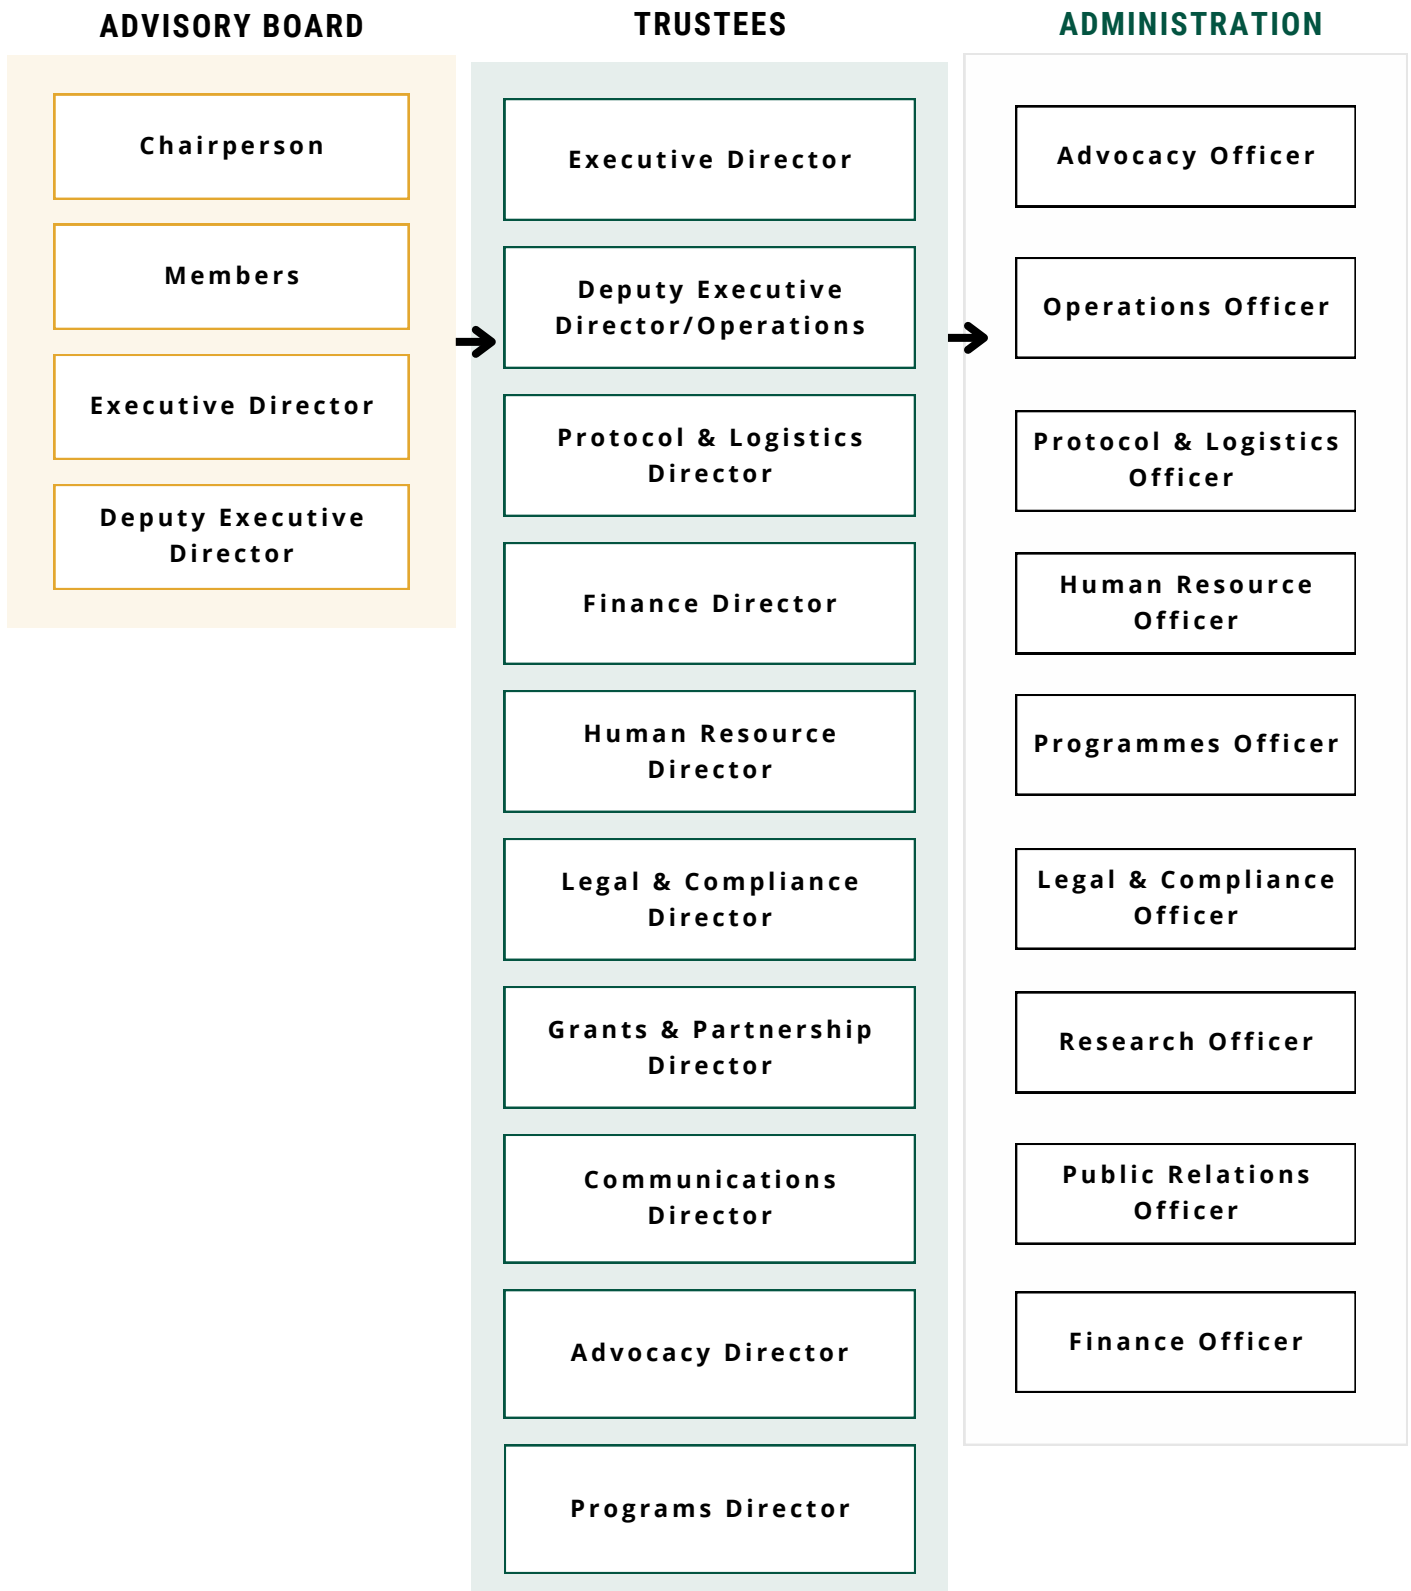 ADVISORY BOARD
Chairperson
Members
Executive Director
Deputy Executive
Director
TRUSTEES
Executive Director
Deputy Executive
Director/Operations
Protocol & Logistics
Director
Finance Director
Human Resource
Director
Legal & Compliance
Director
Grants & Partnership
Director
Communications
Director
Advocacy Director
Programs Director
ADMINISTRATION
Advocacy Officer
Operations Officer
Protocol & Logistics
Officer
Human Resource
Officer
Programmes Officer
Legal & Compliance
Officer
Research Officer
Public Relations
Officer
Finance Officer